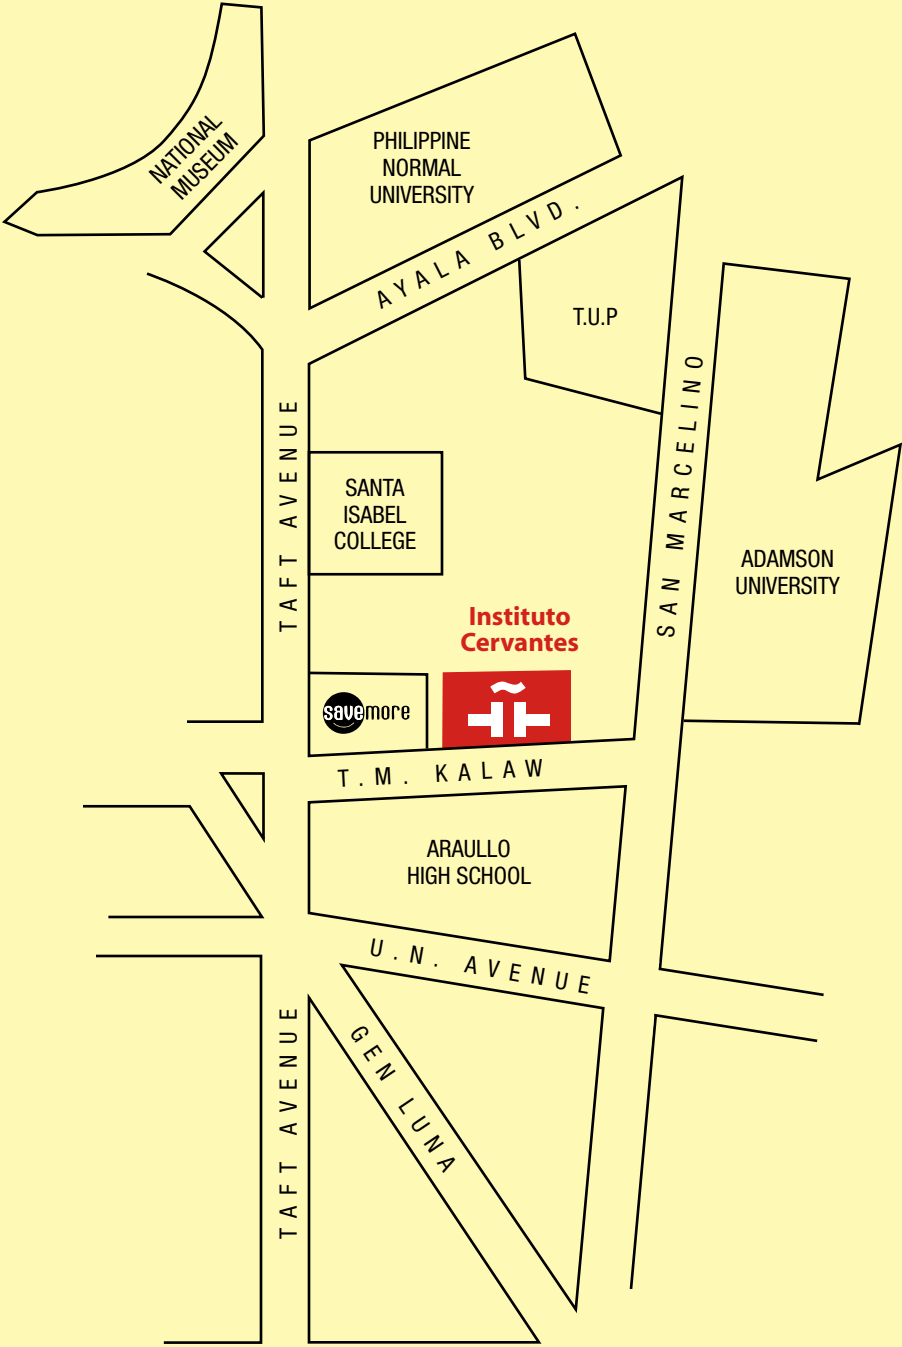 NATIONAL
MUSEUM
PHILIPPINE
NORMAL
UNIVERSITY
AYALA BLVD.
T.U.P
TAFT AVENUE
SAN MARCELINO
SANTA
ISABEL
COLLEGE
ADAMSON
UNIVERSITY
Instituto
Cervantes
savemore
T.M. KALAW
ARAULLO
HIGH SCHOOL
U.N. AVENUE
TAFT AVENUE
GEN LUNA